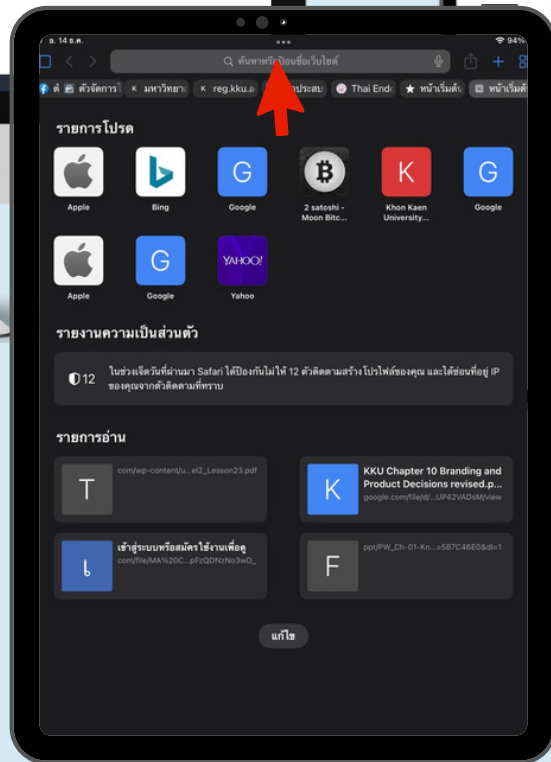 อ. 14 ธ.ค.
94%
ค้นหาหรือป้อนชื่อเว็บไซต์
ตัวจัดการไ
K มหาวิทยา
K reg.kku.a
Thai Endc
หน้าเริ่มต้น
หน้าเริ่มต้
รายการโปรด
Apple
Bing
G
Google
2 satoshi -
Moon Bitc...
K
Khon Kaen
University...
G
Google
Apple
G
Google
YAHOO!
Yahoo
รายงานความเป็นส่วนตัว
12
ในช่วงเจ็ดวันที่ผ่านมา Safari ได้ป้องกันไม่ให้ 12 ตัวติดตามสร้างโปรไฟล์ของคุณ และได้ซ่อนที่อยู่ IP
ของคุณจากตัวติดตามที่ทราบ
รายการอ่าน
T
com/wp-content/u...el2_Lesson23.pdf
K
KKU Chapter 10 Branding and
Product Decisions revised.p...
google.com/file/d/...UP42VADsM/view
เ
เข้าสู่ระบบหรือสมัครใช้งานเพื่อดู
com/file/MA%20C...pFzQDNzNo3wD_
F
ppt/PW_Ch-01-Kn...=5B7C46E0&dl=1
แก้ไข